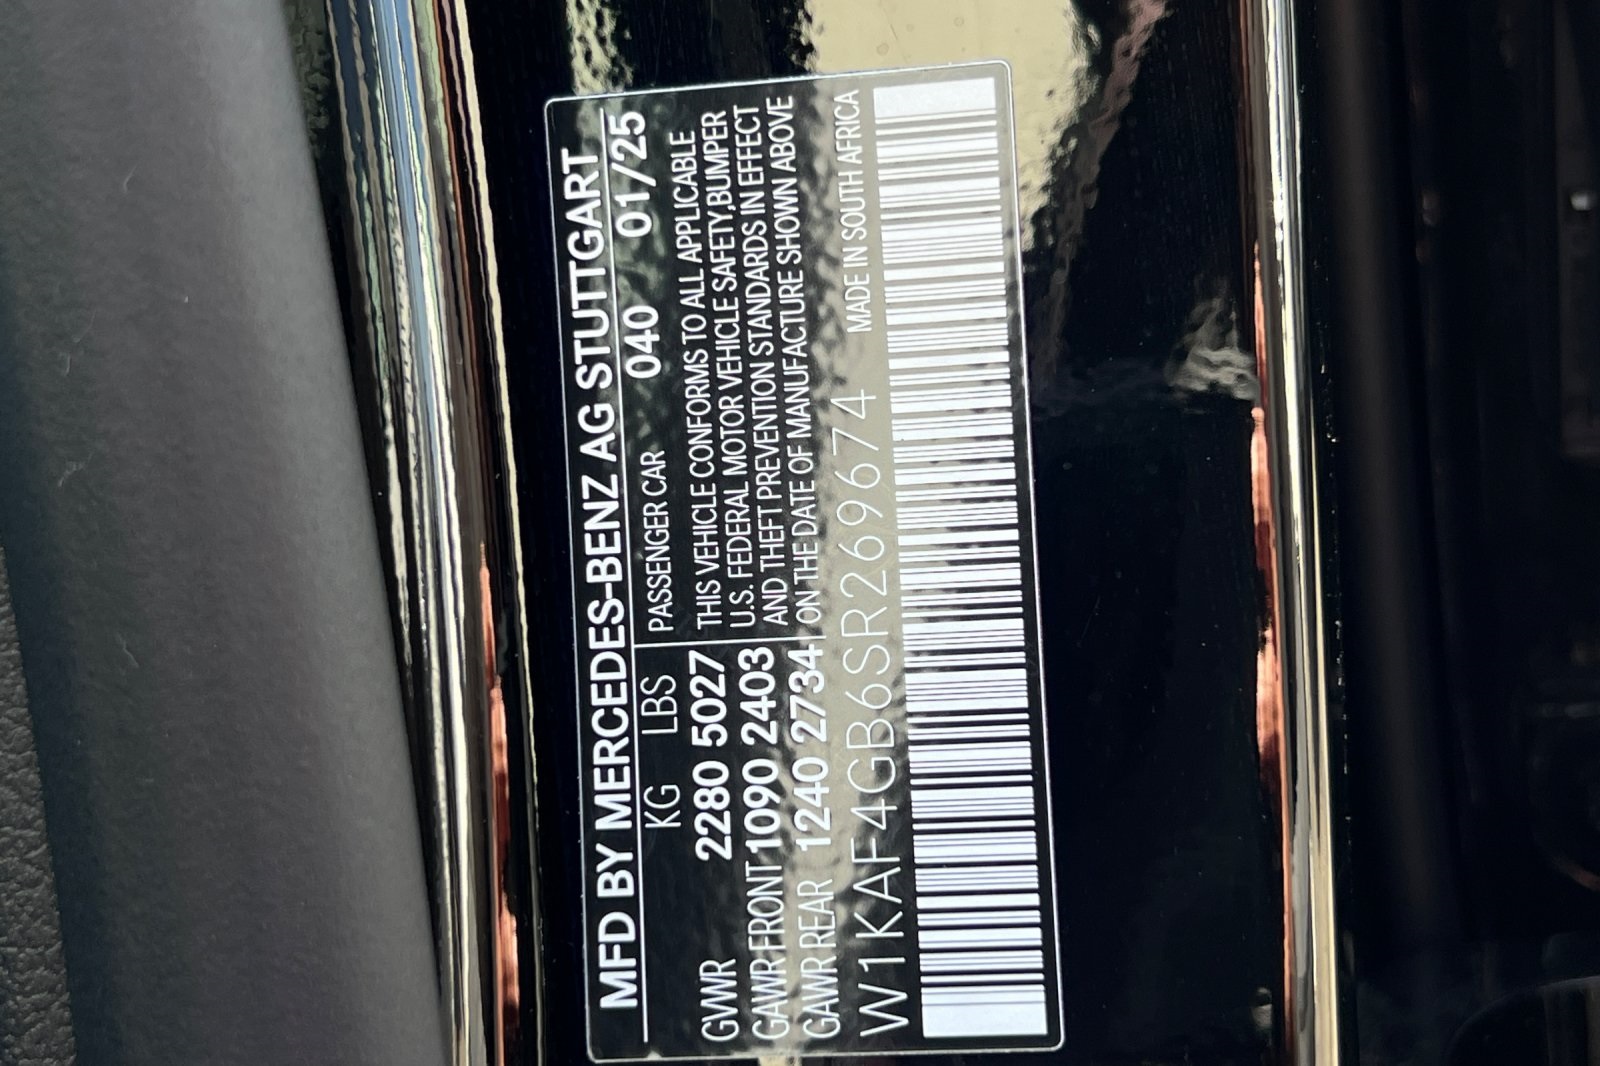 MFD BY MERCEDES-BENZ AG STUTTGART
KG LBS PASSENGER CAR 040 01/25
GVWR 2280 5027 THIS VEHICLE CONFORMS TO ALL APPLICABLE
GAWR FRONT 1090 2403 U.S. FEDERAL MOTOR VEHICLE SAFETY,BUMPER
GAWR REAR 1240 2734 AND THEFT PREVENTION STANDARDS IN EFFECT
ON THE DATE OF MANUFACTURE SHOWN ABOVE
W1KAF4GB6SR269674 MADE IN SOUTH AFRICA